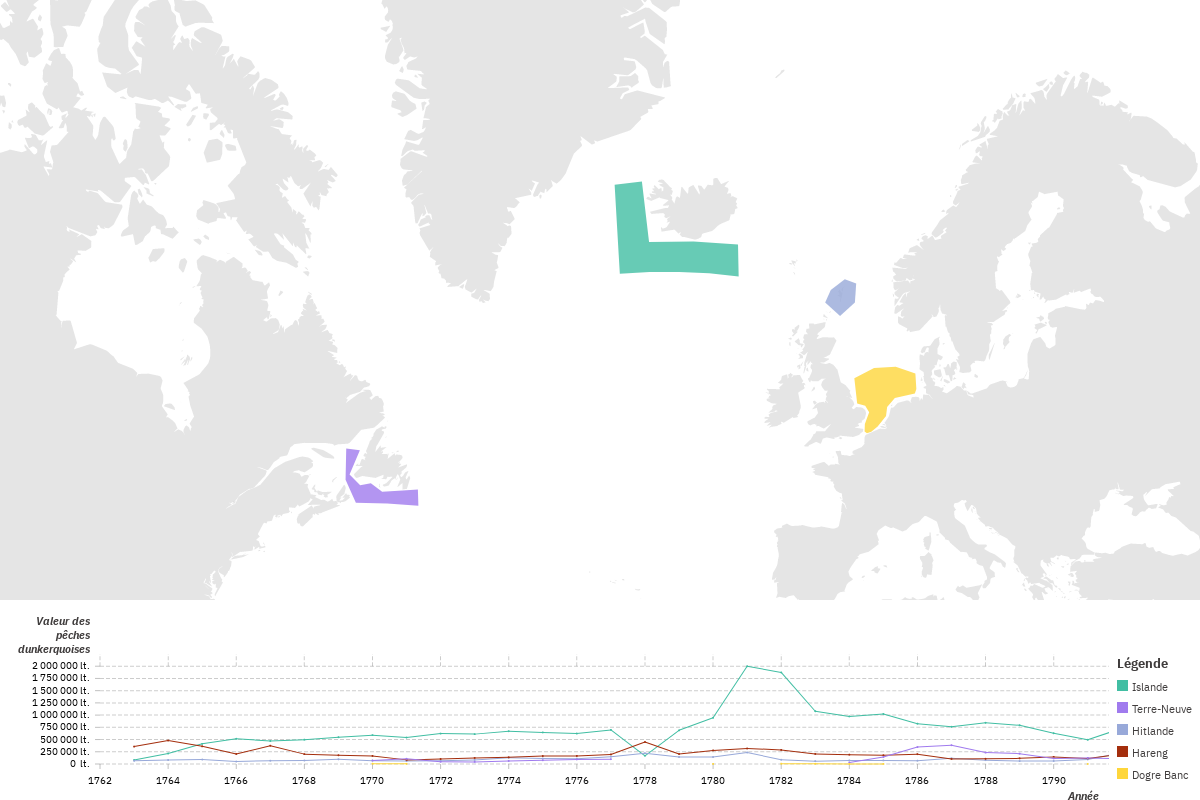 Valeur des
pêches
dunkerquoises
2 000 000 lt.
1 750 000 lt.
1 500 000 lt.
1 250 000 lt.
1 000 000 lt.
750 000 lt.
500 000 lt.
250 000 lt.
0 lt.
1762 1764 1766 1768 1770 1772 1774 1776 1778 1780 1782 1784 1786 1788 1790
Année
Légende
Islande
Terre-Neuve
Hitlande
Hareng
Dogre Banc